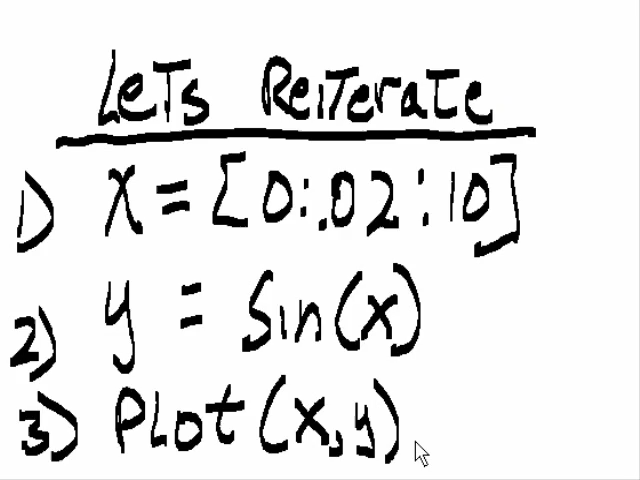 LeTs ReiTeraTe
1) x = [0:.02:10]
2) y = Sin(x)
3) PLot(x,y)